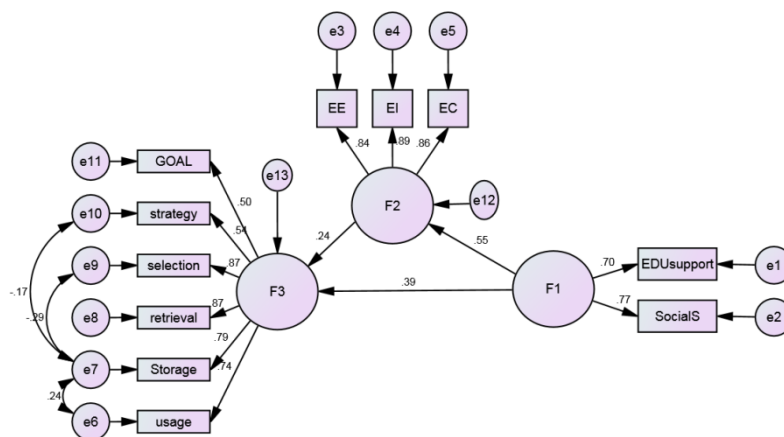 e3
e4
e5
EE
EI
EC
.84
.89
.86
e11
GOAL
e13
F2
e12
.50
e10
strategy
.54
.24
.55
e9
selection
.87
F3
.39
F1
.70
EDUsupport
e1
-.17
e8
retrieval
.87
.77
SocialS
e2
-.29
.79
e7
Storage
.74
.24
e6
usage